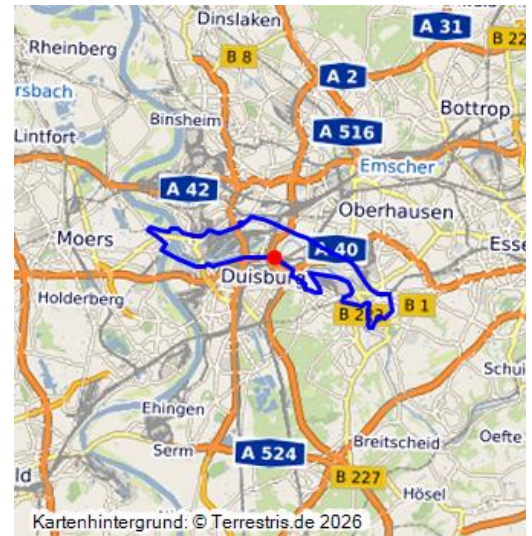 Dinslaken
A 31
B 22
Rheinberg
B 8
A 2
rsbach
Bottrop
Binsheim
Lintfort
A 516
Emscher
A 42
Oberhausen
Moers
A 40
Esse
Duisburg
Holderberg
B 1
Schui
Ehingen
Breitscheid
Oefte
Serm
A 524
ld
B 227
Hösel
Kartenhintergrund: © Terrestris.de 2026